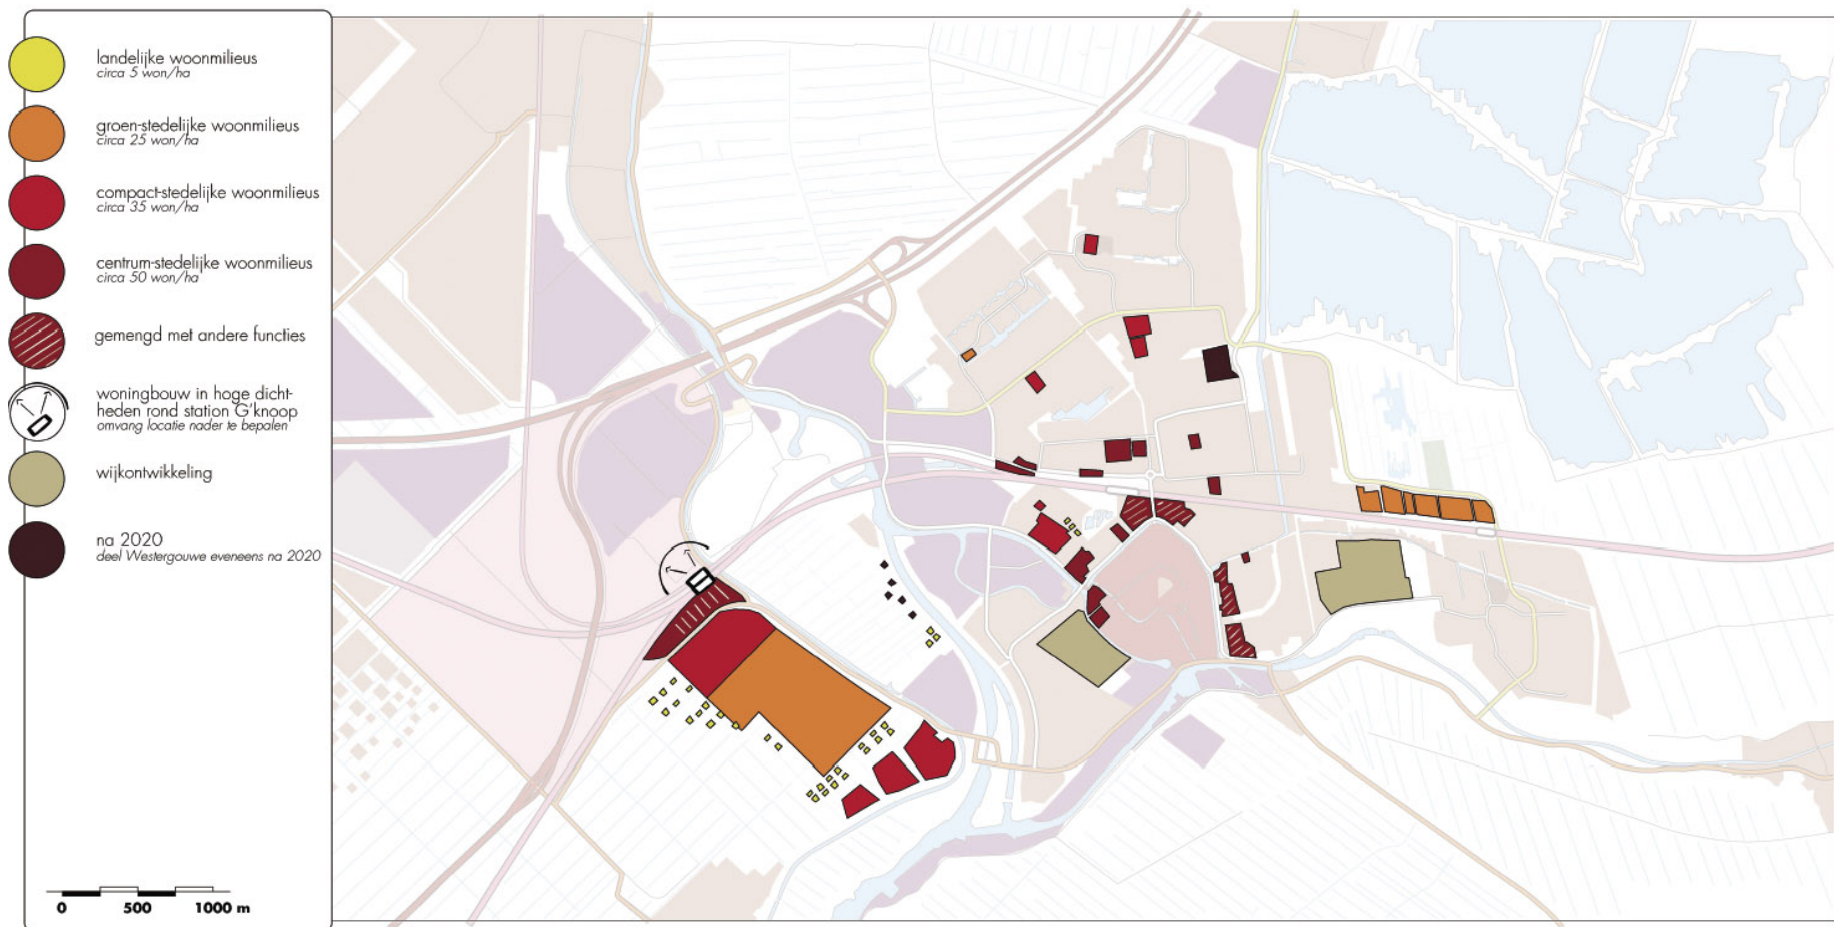 landelijke woonmilieus
circa 5 won/ha
groen-stedelijke woonmilieus
circa 25 won/ha
compact-stedelijke woonmilieus
circa 35 won/ha
centrum-stedelijke woonmilieus
circa 50 won/ha
gemengd met andere functies
woningbouw in hoge dicht-
heden rond station G'knoop
omvang locatie nader te bepalen
wijkontwikkeling
na 2020
deel Westergouwe eveneens na 2020
0 500 1000 m